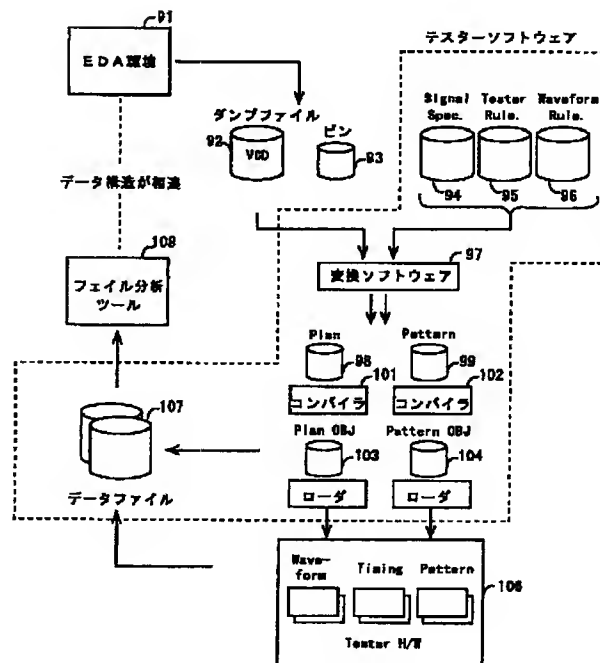 91
EDA環境
テスターソフトウェア
ダンプファイル
92
VCD
ピン
93
Signal
Spec.
Tester
Rule.
Waveform
Rule.
94
95
96
データ構造が相違
108
フェイル分析
ツール
97
変換ソフトウェア
Plan
98
Pattern
99
101
コンパイラ
102
コンパイラ
Plan OBJ
103
Pattern OBJ
104
ローダ
ローダ
107
データファイル
Wave-
form
Timing
Pattern
106
Tester H/W